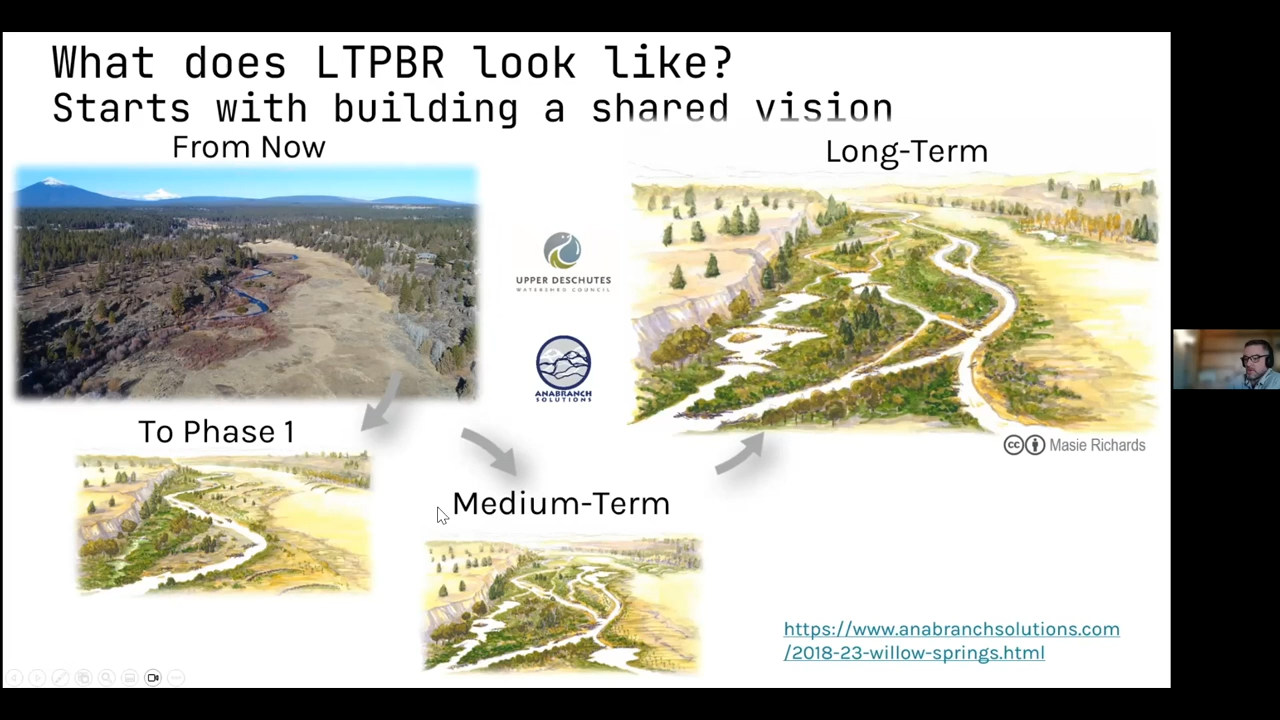 What does LTPBR look like?
Starts with building a shared vision
From Now
Long-Term
UPPER DESCHUTES
WATERSHED COUNCIL
ANABRANCH
SOLUTIONS
Masie Richards
To Phase 1
Medium-Term
https://www.anabranchsolutions.com
/2018-23-willow-springs.html